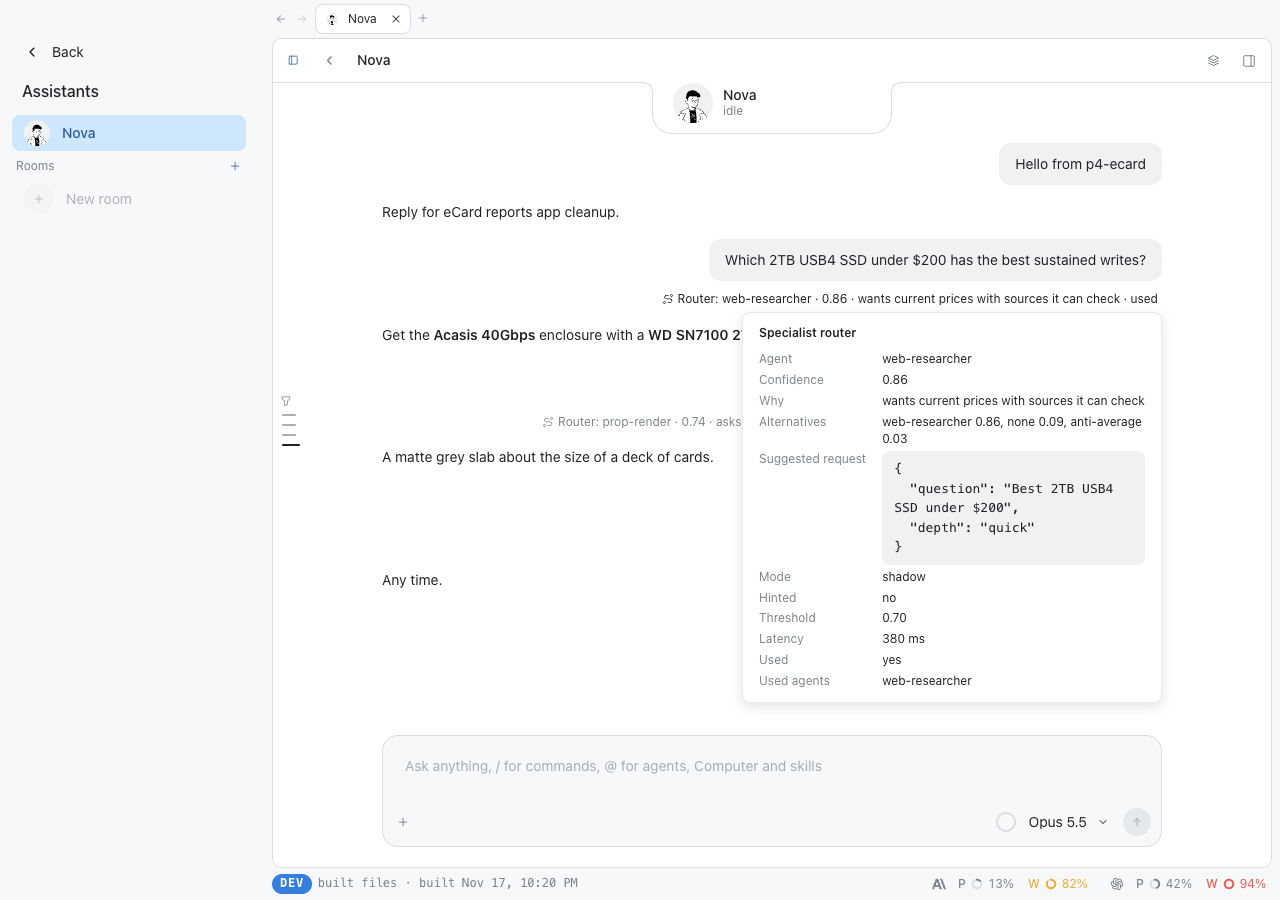 Nova
Back
Nova
Assistants
Nova
idle
Nova
Rooms
Hello from p4-ecard
New room
Reply for eCard reports app cleanup.
Which 2TB USB4 SSD under $200 has the best sustained writes?
Router: web-researcher · 0.86 · wants current prices with sources it can check · used
Get the Acasis 40Gbps enclosure with a WD SN7100
Specialist router
Agent web-researcher
Confidence 0.86
Why wants current prices with sources it can check
Alternatives web-researcher 0.86, none 0.09, anti-average
0.03
Router: prop-render · 0.74 · asks
A matte grey slab about the size of a deck of cards.
Suggested request
{
"question": "Best 2TB USB4
SSD under $200",
"depth": "quick"
}
Any time.
Mode shadow
Hinted no
Threshold 0.70
Latency 380 ms
Used yes
Used agents web-researcher
Ask anything, / for commands, @ for agents, Computer and skills
Opus 5.5
DEV built files · built Nov 17, 10:20 PM
P 13% W 82% P 42% W 94%